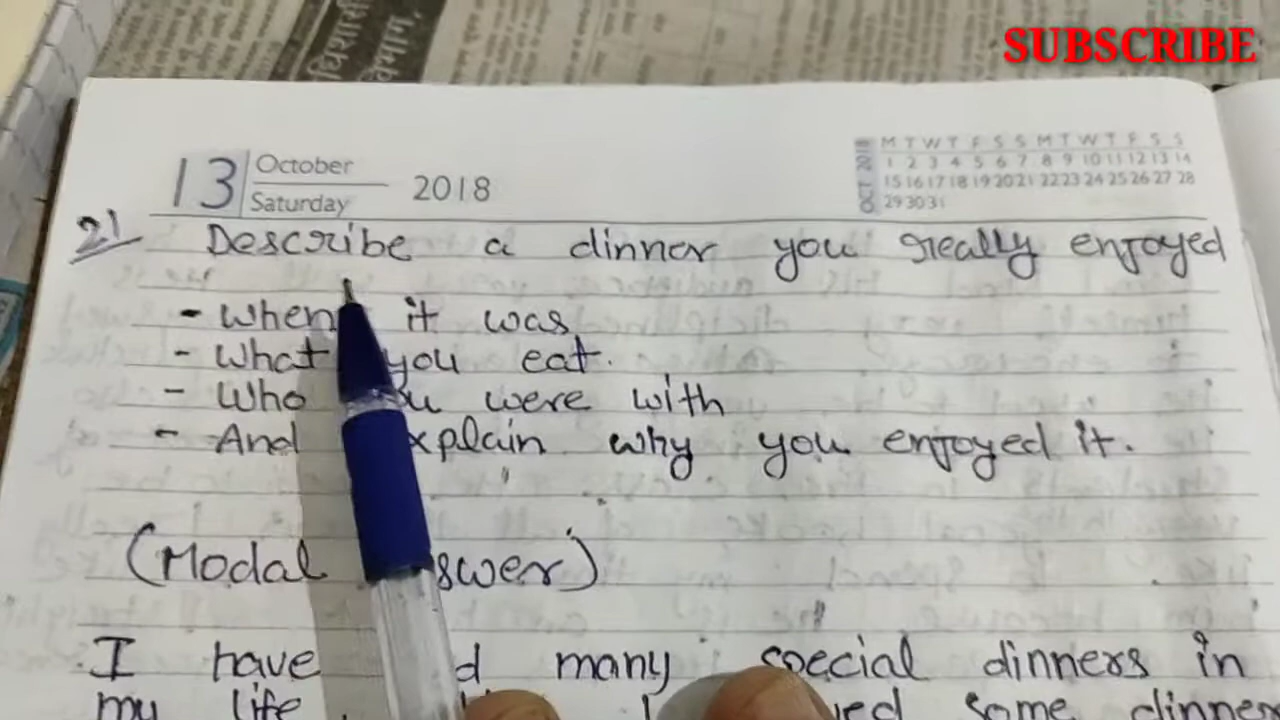 SUBSCRIBE
13 October Saturday 2018
OCT 2018
M T W T F S S M T W T F S S
1 2 3 4 5 6 7 8 9 10 11 12 13 14
15 16 17 18 19 20 21 22 23 24 25 26 27 28
29 30 31
21 Describe a dinner you really enjoyed
- When it was
- What you eat.
- Who you were with
- And explain why you enjoyed it.
(Modal
I have many special dinners in
my life some dinner